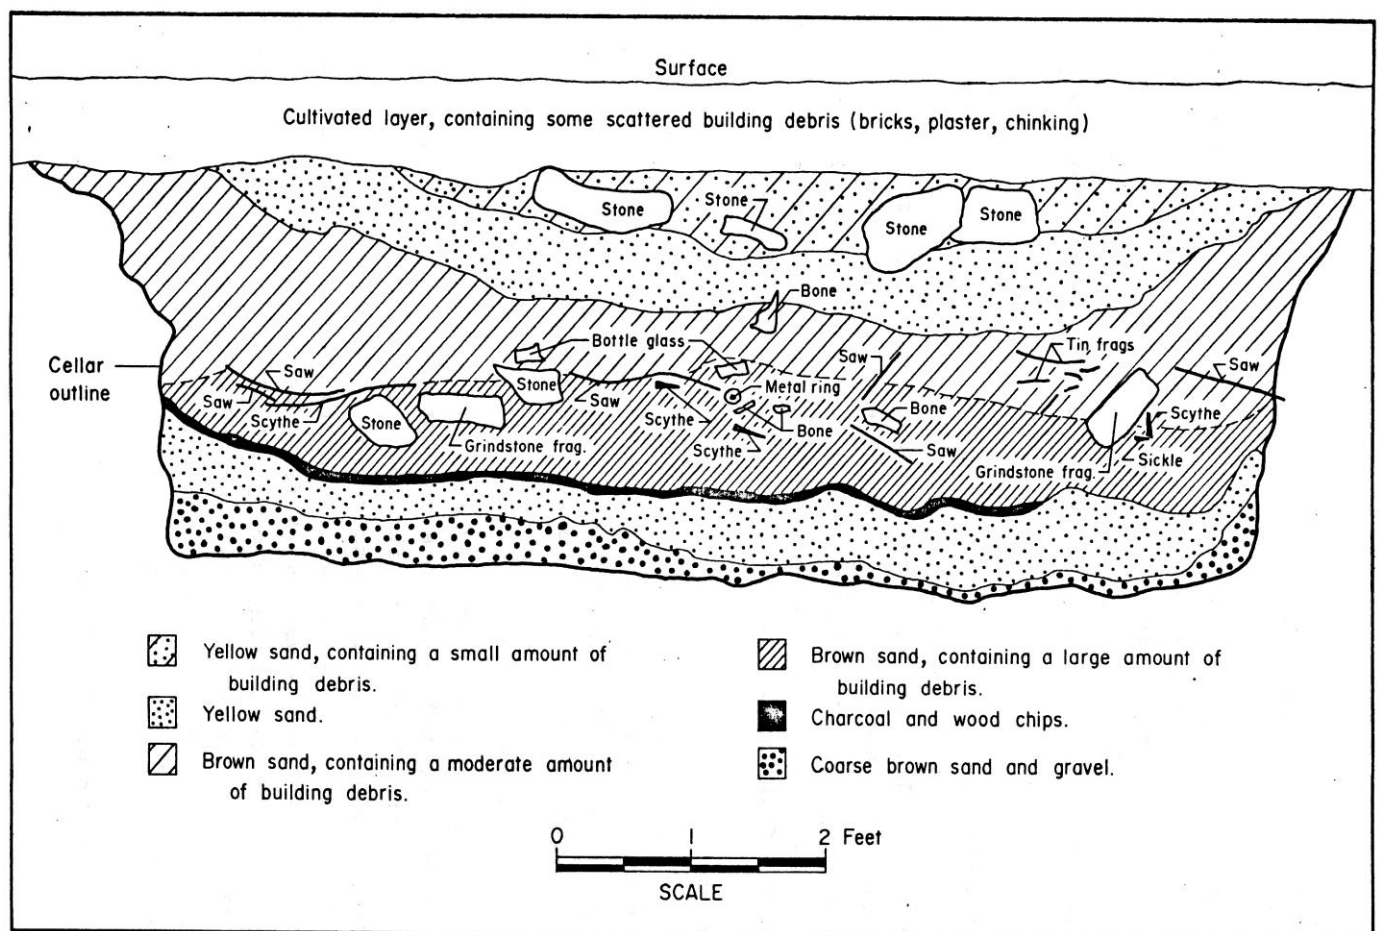 Surface
Cultivated layer, containing some scattered building debris (bricks, plaster, chinking)
Stone
Stone
Stone
Stone
Bone
Cellar
outline
Bottle glass
Tin frags
Saw
Saw
Saw
Stone
Metal ring
Saw
Saw
Scythe
Stone
Scythe
Bone
Bone
Scythe
Grindstone frag.
Scythe
Saw
Grindstone frag.
Sickle
Yellow sand, containing a small amount of
building debris.
Yellow sand.
Brown sand, containing a moderate amount
of building debris.
Brown sand, containing a large amount of
building debris.
Charcoal and wood chips.
Coarse brown sand and gravel.
0 1 2 Feet
SCALE